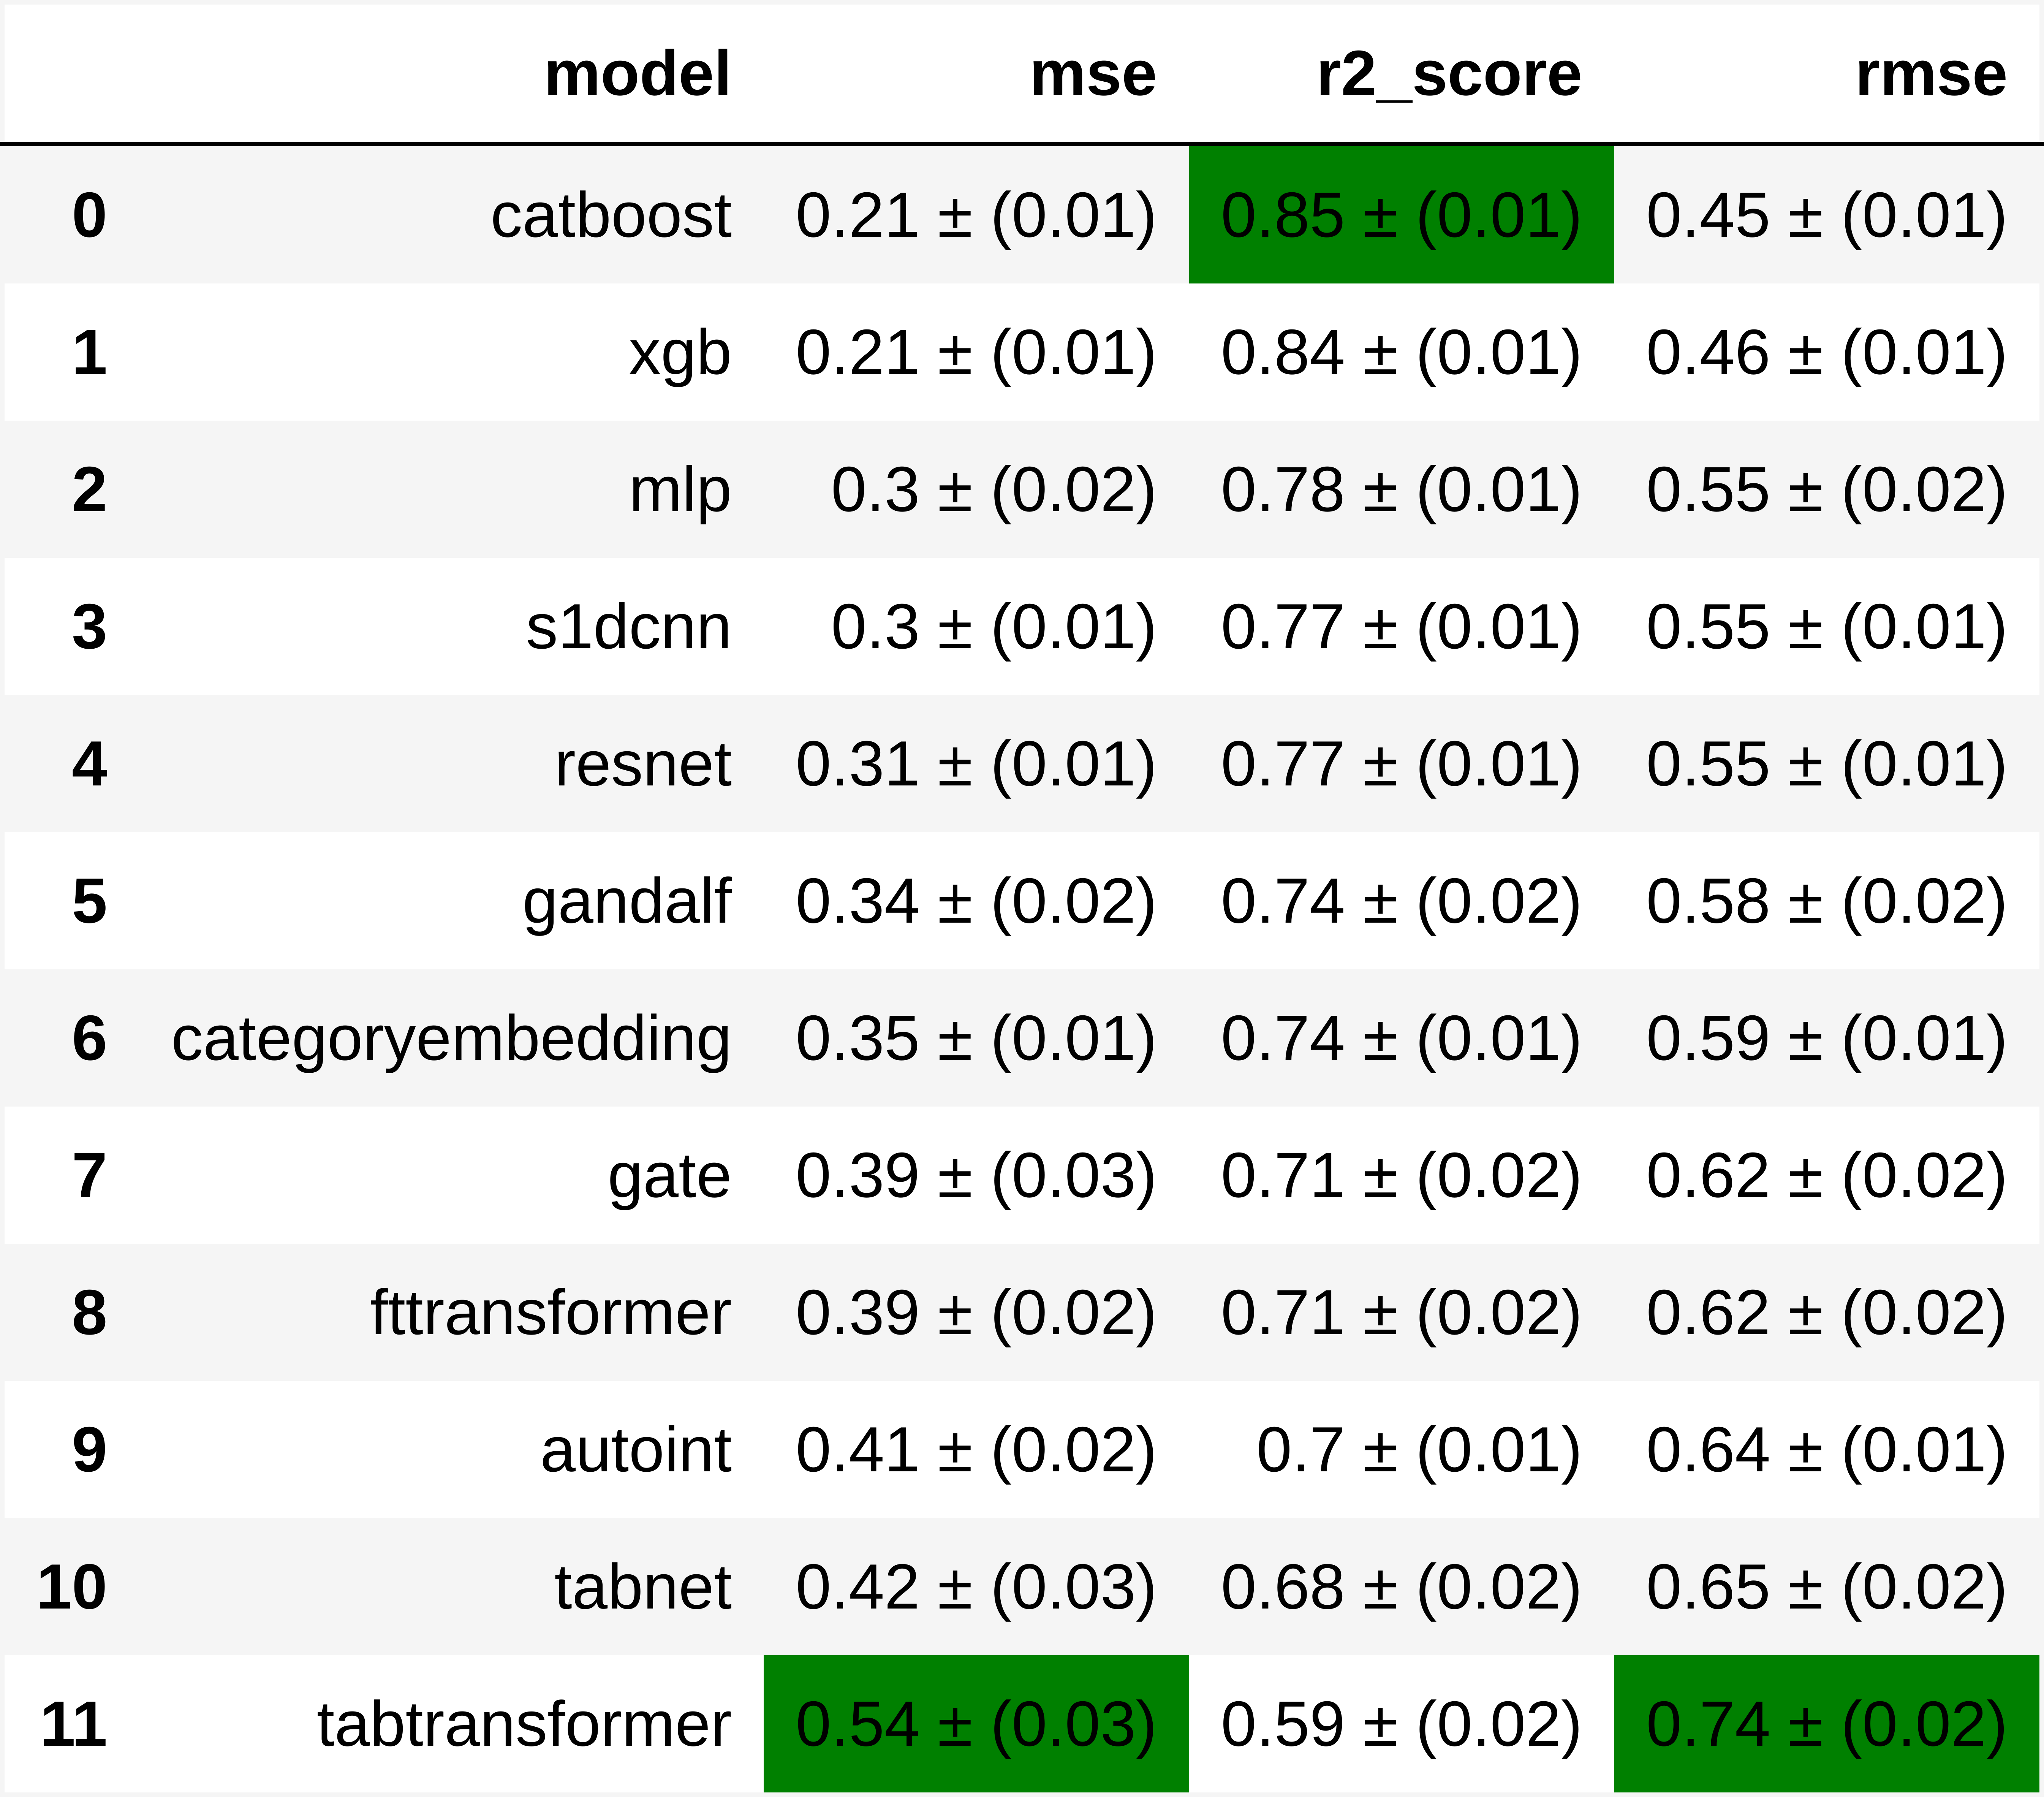 model mse r2_score rmse
0 catboost 0.21 ± (0.01) 0.85 ± (0.01) 0.45 ± (0.01)
1 xgb 0.21 ± (0.01) 0.84 ± (0.01) 0.46 ± (0.01)
2 mlp 0.3 ± (0.02) 0.78 ± (0.01) 0.55 ± (0.02)
3 s1dcnn 0.3 ± (0.01) 0.77 ± (0.01) 0.55 ± (0.01)
4 resnet 0.31 ± (0.01) 0.77 ± (0.01) 0.55 ± (0.01)
5 gandalf 0.34 ± (0.02) 0.74 ± (0.02) 0.58 ± (0.02)
6 categoryembedding 0.35 ± (0.01) 0.74 ± (0.01) 0.59 ± (0.01)
7 gate 0.39 ± (0.03) 0.71 ± (0.02) 0.62 ± (0.02)
8 fttransformer 0.39 ± (0.02) 0.71 ± (0.02) 0.62 ± (0.02)
9 autoint 0.41 ± (0.02) 0.7 ± (0.01) 0.64 ± (0.01)
10 tabnet 0.42 ± (0.03) 0.68 ± (0.02) 0.65 ± (0.02)
11 tabtransformer 0.54 ± (0.03) 0.59 ± (0.02) 0.74 ± (0.02)